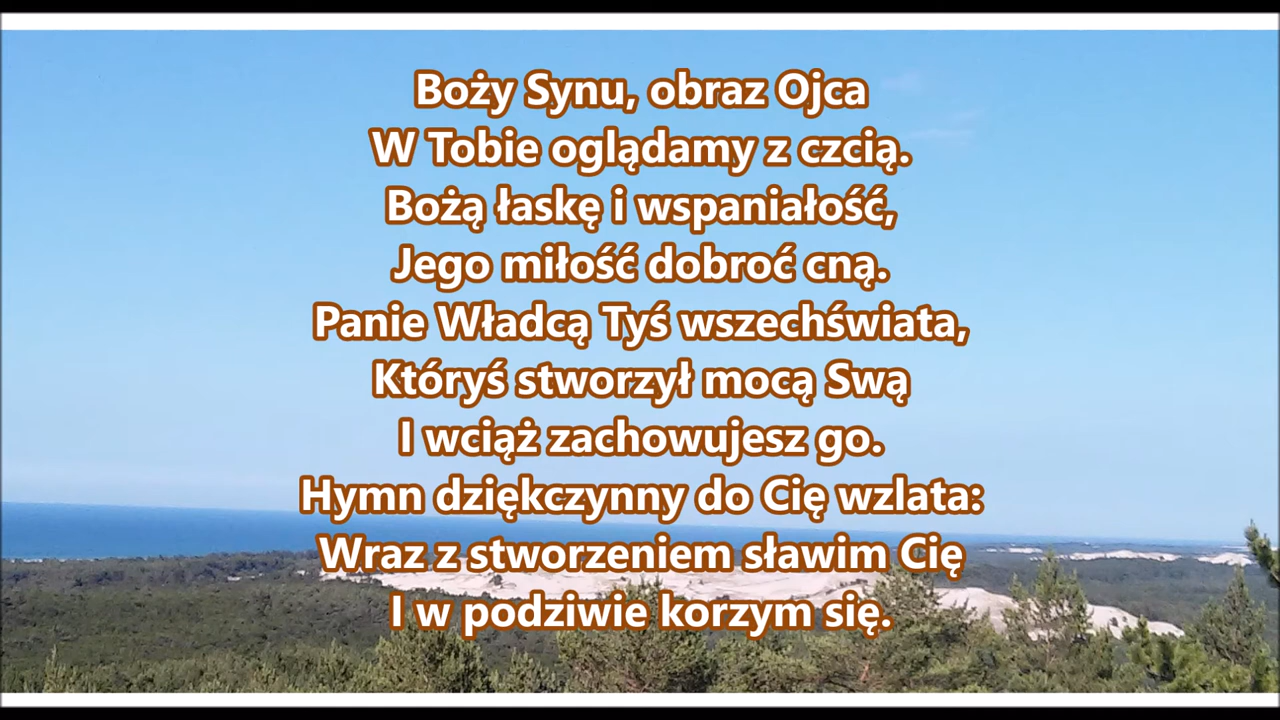 Boży Synu, obraz Ojca
W Tobie oglądamy z czcią.
Bożą łaskę i wspaniałość,
Jego miłość dobroć cną.
Panie Władcą Tyś wszechświata,
Któryś stworzył mocą Swą
I wciąż zachowujesz go.
Hymn dziękczynny do Cię wzlata:
Wraz z stworzeniem sławim Cię
I w podziwie korzym się.